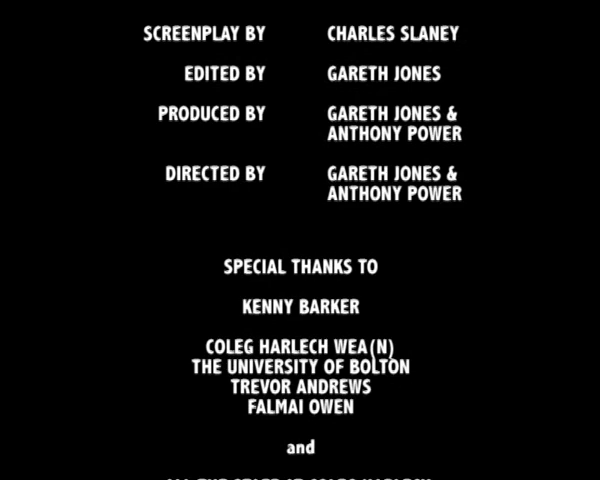 SCREENPLAY BY CHARLES SLANEY
EDITED BY GARETH JONES
PRODUCED BY GARETH JONES &
ANTHONY POWER
DIRECTED BY GARETH JONES &
ANTHONY POWER
SPECIAL THANKS TO
KENNY BARKER
COLEG HARLECH WEA(N)
THE UNIVERSITY OF BOLTON
TREVOR ANDREWS
FALMAI OWEN
and